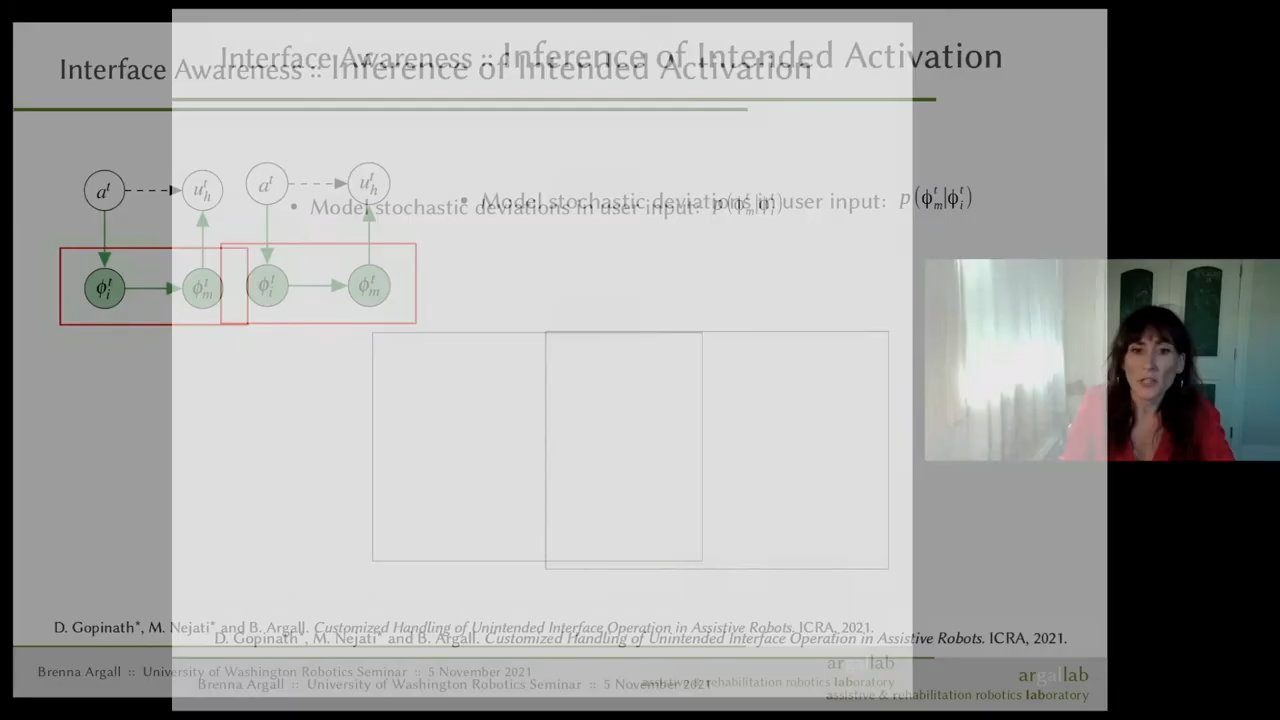 Interface Awareness :: Inference of Intended Activation
Interface Awareness :: Inference of Intended Activation
a^t
u_h^t
a^t
u_h^t
• Model stochastic deviations in user input: p(ϕ_m^t|ϕ_i^t)
• Model stochastic deviations in user input: p(ϕ_m^t|ϕ_i^t)
ϕ_i^t
ϕ_m^t
ϕ_i^t
ϕ_m^t
D. Gopinath*, M. Nejati* and B. Argall. Customized Handling of Unintended Interface Operation in Assistive Robots. ICRA, 2021.
D. Gopinath*, M. Nejati* and B. Argall. Customized Handling of Unintended Interface Operation in Assistive Robots. ICRA, 2021.
Brenna Argall :: University of Washington Robotics Seminar :: 5 November 2021
argallab
assistive & rehabilitation robotics laboratory
Brenna Argall :: University of Washington Robotics Seminar :: 5 November 2021
argallab
assistive & rehabilitation robotics laboratory